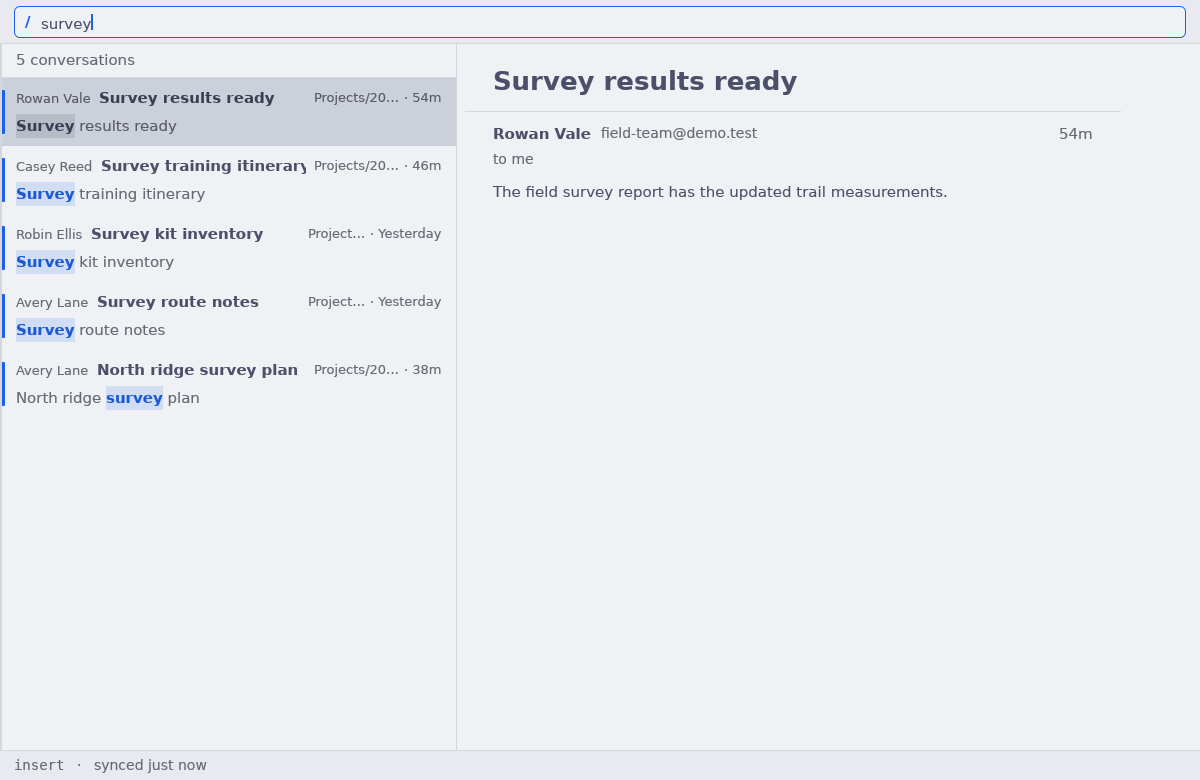 / survey
5 conversations
Rowan Vale Survey results ready Projects/20... · 54m
Survey results ready
Casey Reed Survey training itinerary Projects/20... · 46m
Survey training itinerary
Robin Ellis Survey kit inventory Project... · Yesterday
Survey kit inventory
Avery Lane Survey route notes Project... · Yesterday
Survey route notes
Avery Lane North ridge survey plan Projects/20... · 38m
North ridge survey plan
Survey results ready
Rowan Vale field-team@demo.test 54m
to me
The field survey report has the updated trail measurements.
insert · synced just now